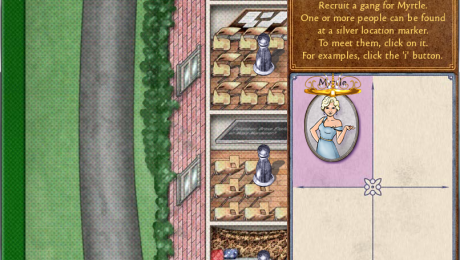 Recruit a gang for Myrtle.
One or more people can be found
at a silver location marker.
To meet them, click on it.
For examples, click the 'i' button.
Myrtle